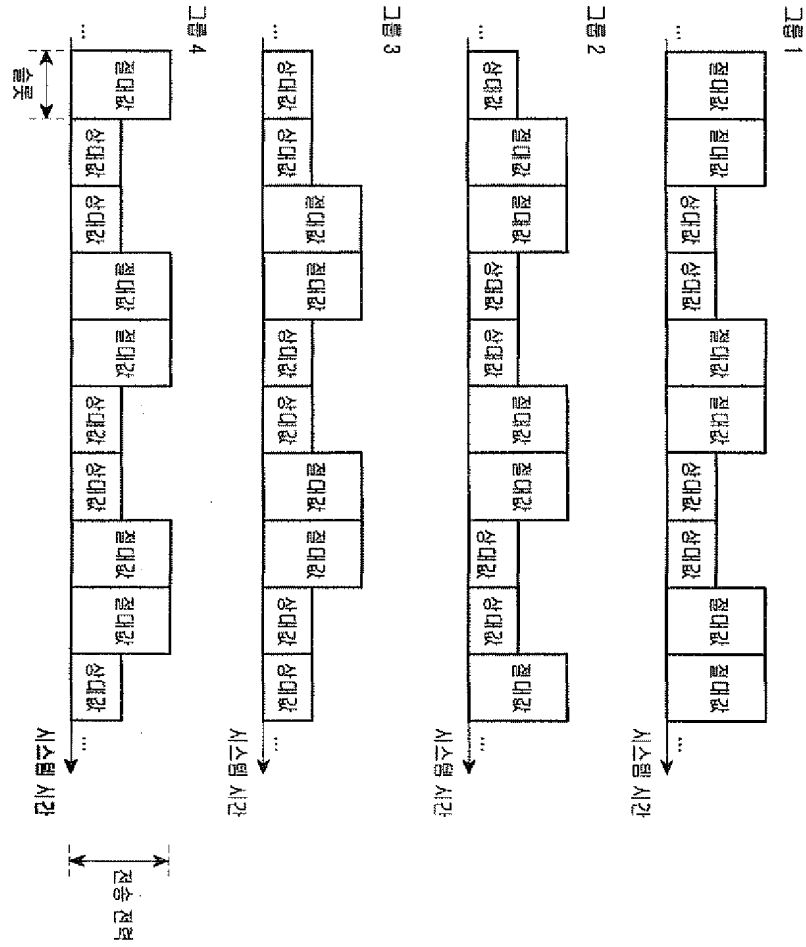 그룹 1
... 절대값 절대값 상대값 상대값 절대값 절대값 상대값 상대값 절대값 절대값 ...
시스템 시간
그룹 2
... 상대값 절대값 절대값 상대값 상대값 절대값 절대값 상대값 상대값 절대값 ...
시스템 시간
그룹 3
... 상대값 상대값 절대값 절대값 상대값 상대값 절대값 절대값 상대값 상대값 ...
시스템 시간
그룹 4
... 절대값 상대값 상대값 절대값 절대값 상대값 상대값 절대값 절대값 상대값 ...
시스템 시간
전송 전력
슬롯